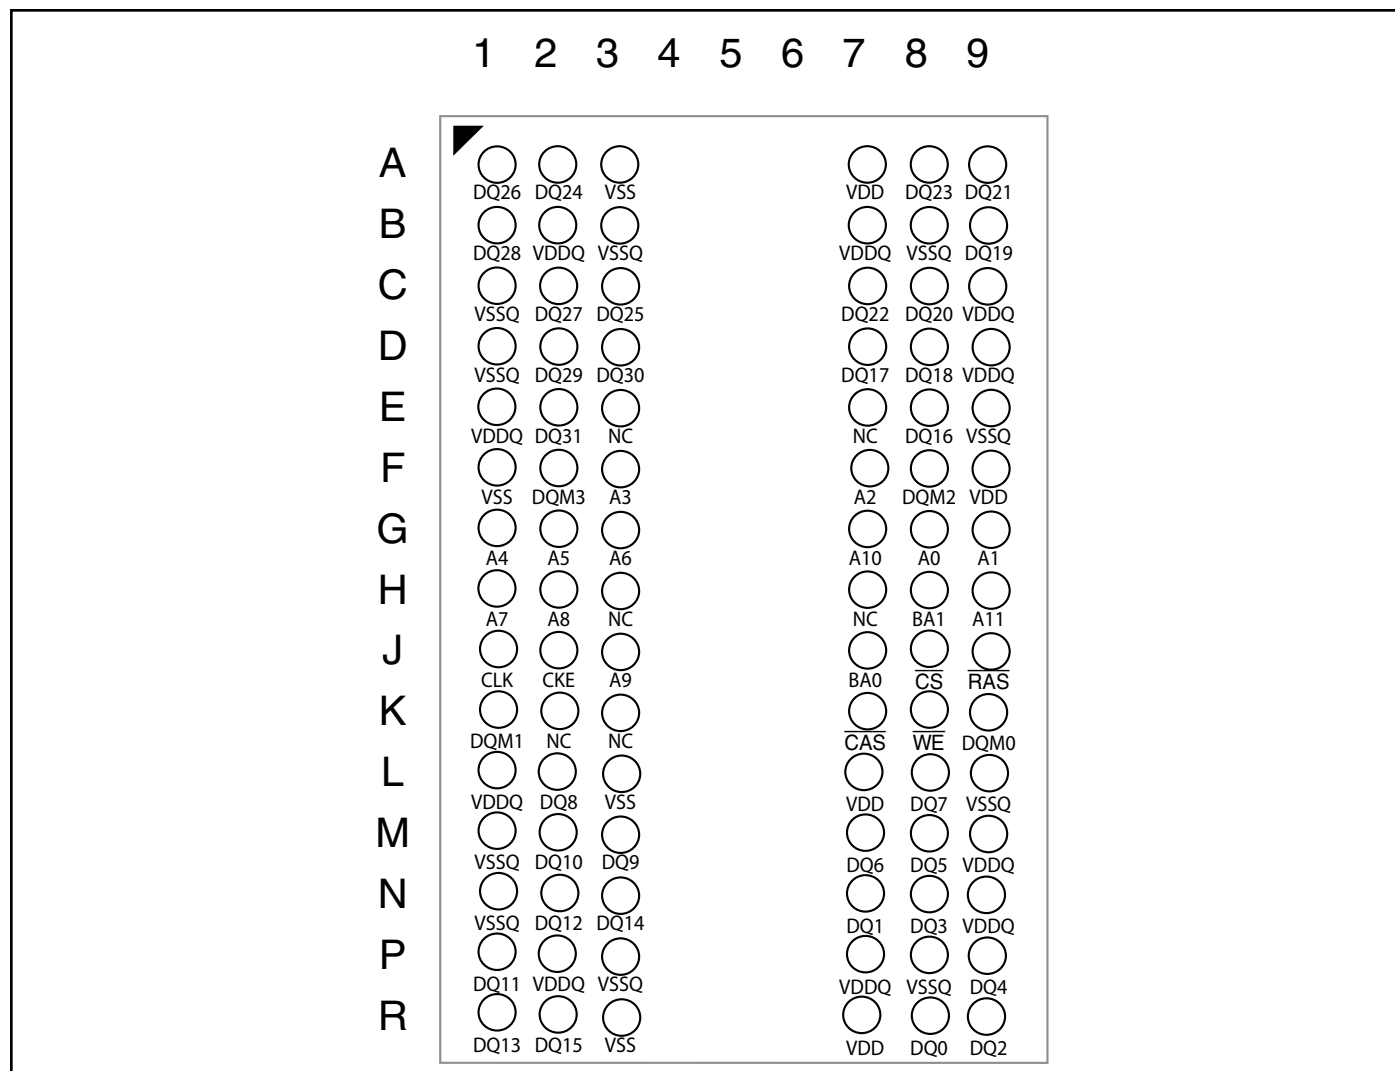 1 2 3 4 5 6 7 8 9
A
DQ26 DQ24 VSS VDD DQ23 DQ21
B
DQ28 VDDQ VSSQ VDDQ VSSQ DQ19
C
VSSQ DQ27 DQ25 DQ22 DQ20 VDDQ
D
VSSQ DQ29 DQ30 DQ17 DQ18 VDDQ
E
VDDQ DQ31 NC NC DQ16 VSSQ
F
VSS DQM3 A3 A2 DQM2 VDD
G
A4 A5 A6 A10 A0 A1
H
A7 A8 NC NC BA1 A11
J
CLK CKE A9 BA0 C̅S̅ R̅A̅S̅
K
DQM1 NC NC C̅A̅S̅ W̅E̅ DQM0
L
VDDQ DQ8 VSS VDD DQ7 VSSQ
M
VSSQ DQ10 DQ9 DQ6 DQ5 VDDQ
N
VSSQ DQ12 DQ14 DQ1 DQ3 VDDQ
P
DQ11 VDDQ VSSQ VDDQ VSSQ DQ4
R
DQ13 DQ15 VSS VDD DQ0 DQ2